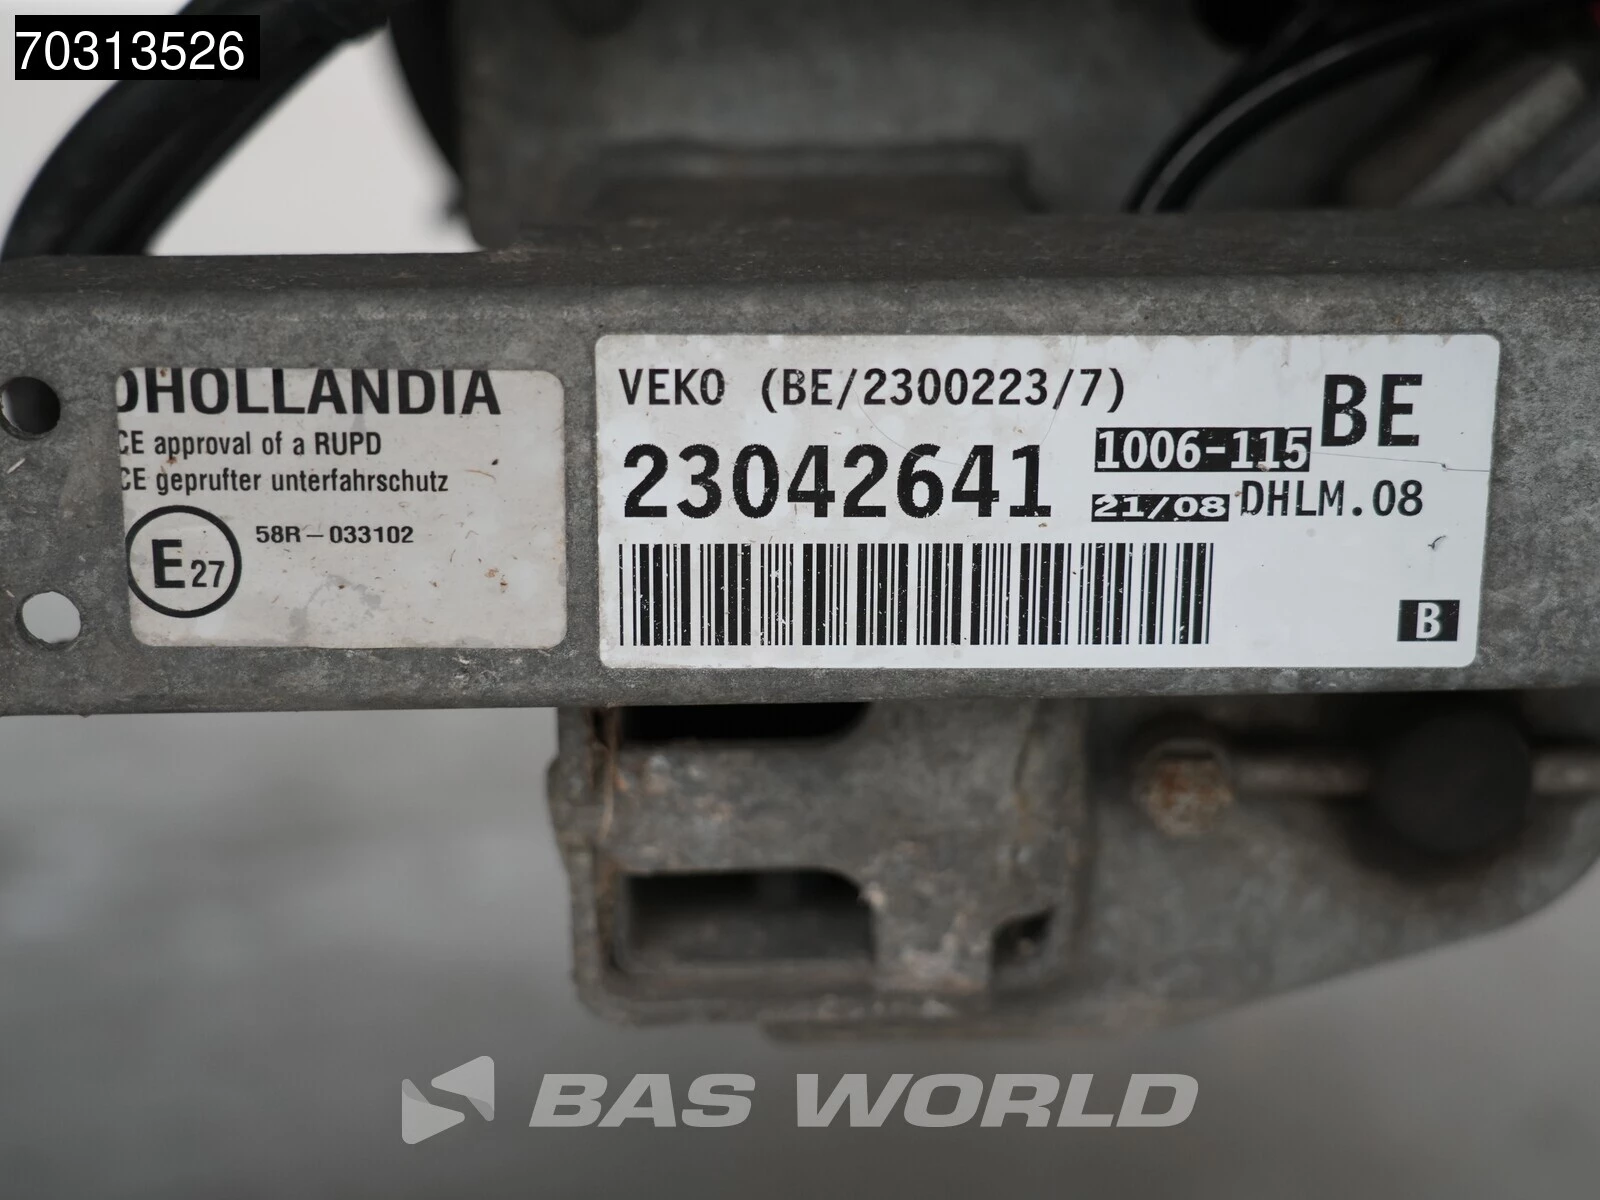 70313526
DHOLLANDIA
CE approval of a RUPD
CE geprufter unterfahrschutz
E27
58R-033102
VEKO (BE/2300223/7)
BE
23042641
1006-115
21/08 DHLM.08
B
BAS WORLD